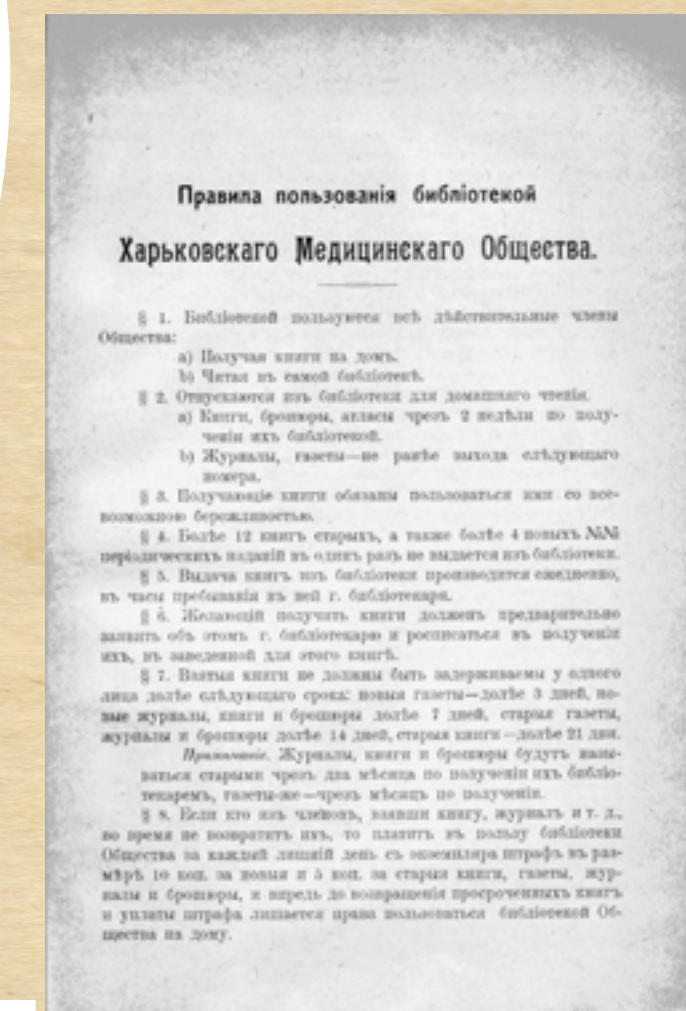 Правила пользованія библіотекой
Харьковскаго Медицинскаго Общества.
§ 1. Библіотекой пользуются всѣ дѣйствительные члены
Общества:
a) Получая книги на домъ.
b) Читая въ самой библіотекѣ.
§ 2. Отпускаются изъ библіотеки для домашняго чтенія.
a) Книги, брошюры, атласы чрезъ 2 недѣли по полу-
ченіи ихъ библіотекой.
b) Журналы, газеты—не ранѣе выхода слѣдующаго
номера.
§ 3. Получающіе книги обязаны пользоваться ими со все-
возможною бережливостью.
§ 4. Болѣе 12 книгъ старыхъ, а также болѣе 4 новыхъ №№
періодическихъ изданій въ одинъ разъ не выдается изъ библіотеки.
§ 5. Выдача книгъ изъ библіотеки производится ежедневно,
въ часы пребыванія въ ней г. библіотекаря.
§ 6. Желающій получить книги долженъ предварительно
заявить объ этомъ г. библіотекарю и росписаться въ полученіи
ихъ, въ заведенной для этого книгѣ.
§ 7. Взятыя книги не должны быть задерживаемы у одного
лица долѣе слѣдующаго срока: новыя газеты—долѣе 3 дней, но-
вые журналы, книги и брошюры долѣе 7 дней, старыя газеты,
журналы и брошюры долѣе 14 дней, старыя книги—долѣе 21 дня.
Примѣчаніе. Журналы, книги и брошюры будутъ назы-
ваться старыми чрезъ два мѣсяца по полученіи ихъ библіо-
текаремъ, газеты-же—чрезъ мѣсяцъ по полученіи.
§ 8. Если кто изъ членовъ, взявши книгу, журналъ и т. д.,
во время не возвратитъ ихъ, то платитъ въ пользу библіотеки
Общества за каждый лишній день съ экземпляра штрафъ въ раз-
мѣрѣ 10 коп. за новыя и 5 коп. за старыя книги, газеты, жур-
налы и брошюры, и впредь до возвращенія просроченныхъ книгъ
и уплаты штрафа лишается права пользоваться библіотекой Об-
щества на дому.